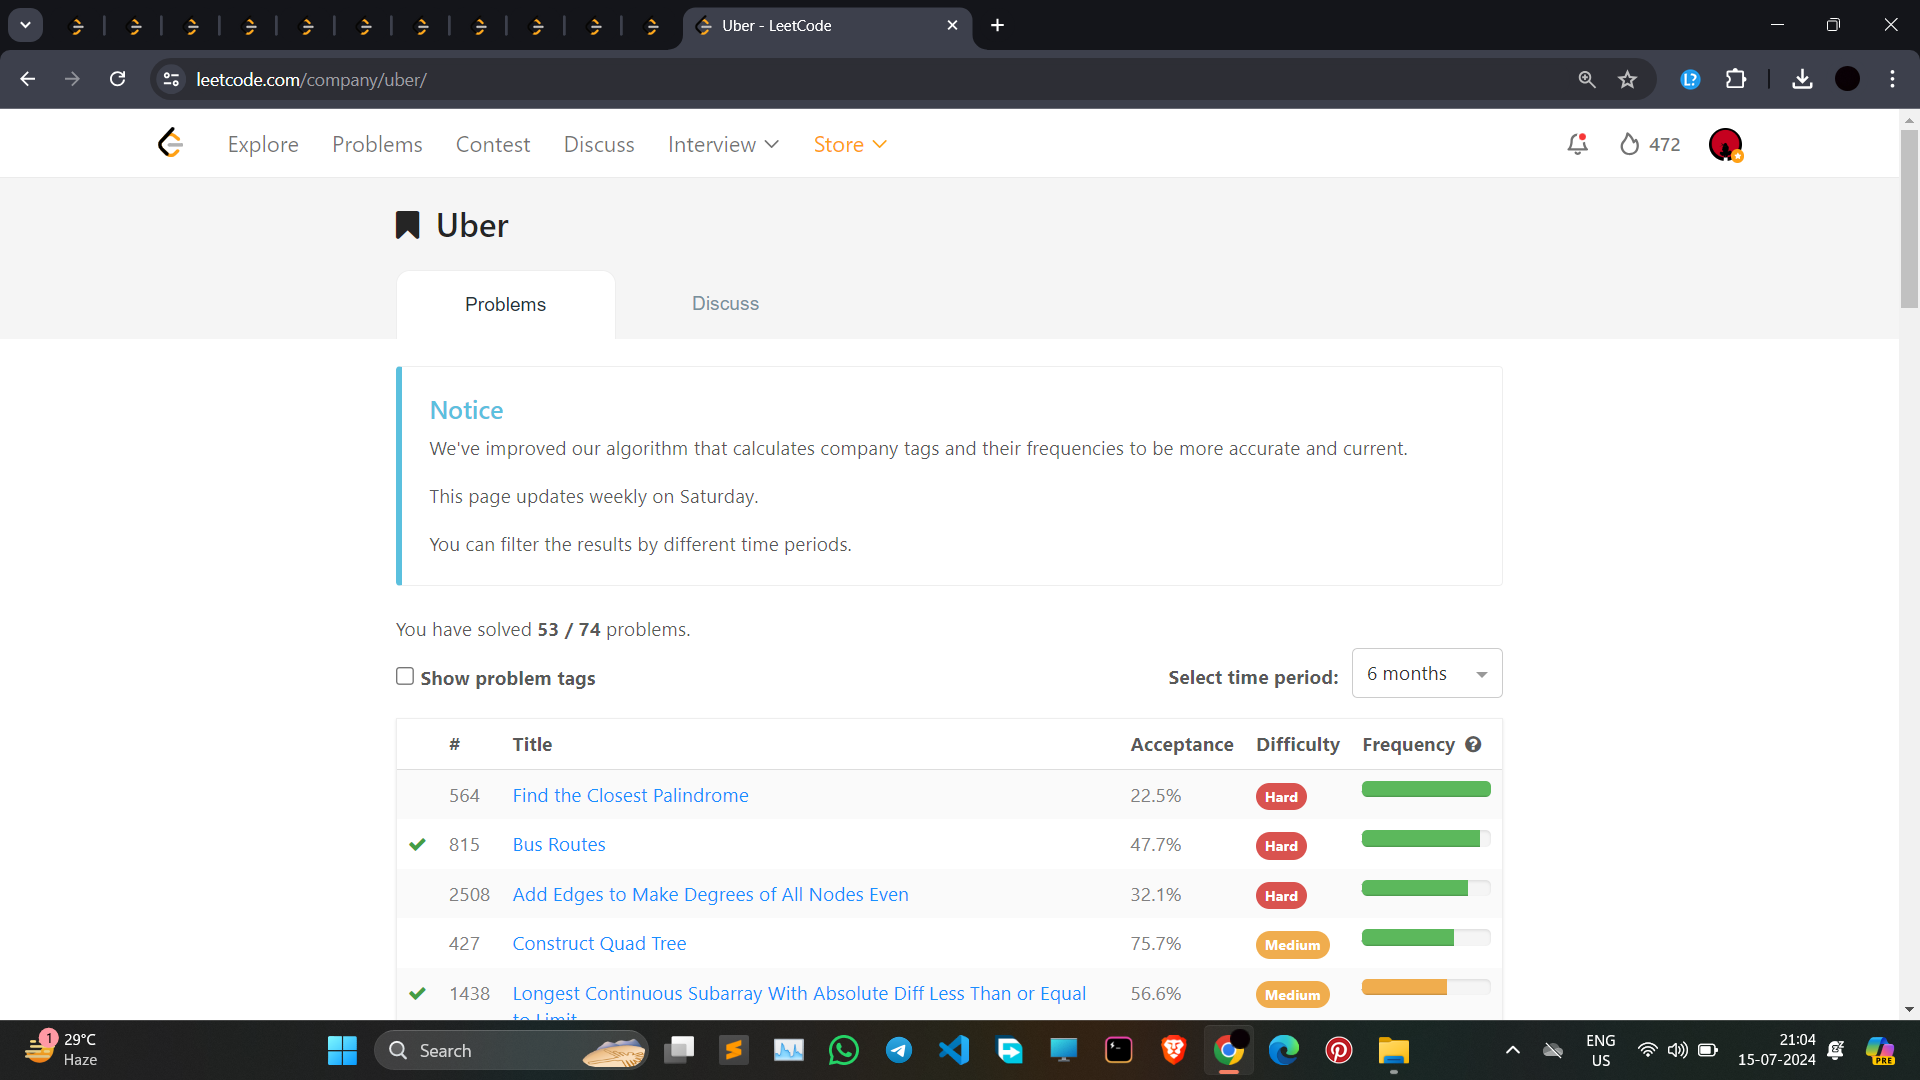 Uber - LeetCode
leetcode.com/company/uber/
Explore Problems Contest Discuss Interview Store 472
Uber
Problems Discuss
Notice
We've improved our algorithm that calculates company tags and their frequencies to be more accurate and current.
This page updates weekly on Saturday.
You can filter the results by different time periods.
You have solved 53 / 74 problems.
Show problem tags Select time period: 6 months
# Title Acceptance Difficulty Frequency
564 Find the Closest Palindrome 22.5% Hard
815 Bus Routes 47.7% Hard
2508 Add Edges to Make Degrees of All Nodes Even 32.1% Hard
427 Construct Quad Tree 75.7% Medium
1438 Longest Continuous Subarray With Absolute Diff Less Than or Equal 56.6% Medium
to Limit
1 29°C ENG 21:04
Haze Search US 15-07-2024 PRE